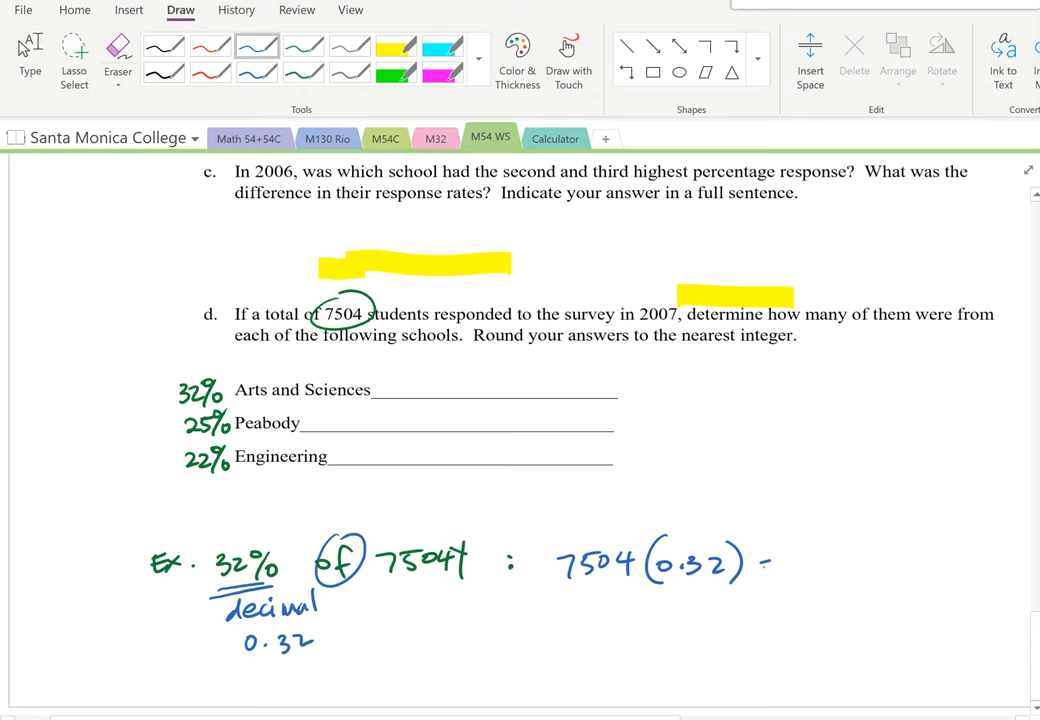 File Home Insert Draw History Review View
Type
Lasso Select
Eraser
Color & Thickness
Draw with Touch
Insert Space
Delete
Arrange
Rotate
Ink to Text
Tools
Shapes
Edit
Santa Monica College
Math 54+54C
M130 Rio
M54C
M32
M54 WS
Calculator
+
c. In 2006, was which school had the second and third highest percentage response? What was the
difference in their response rates? Indicate your answer in a full sentence.
d. If a total of 7504 students responded to the survey in 2007, determine how many of them were from
each of the following schools. Round your answers to the nearest integer.
32% Arts and Sciences
25% Peabody
22% Engineering
Ex. 32% of 7504 : 7504(0.32) =
decimal
0.32